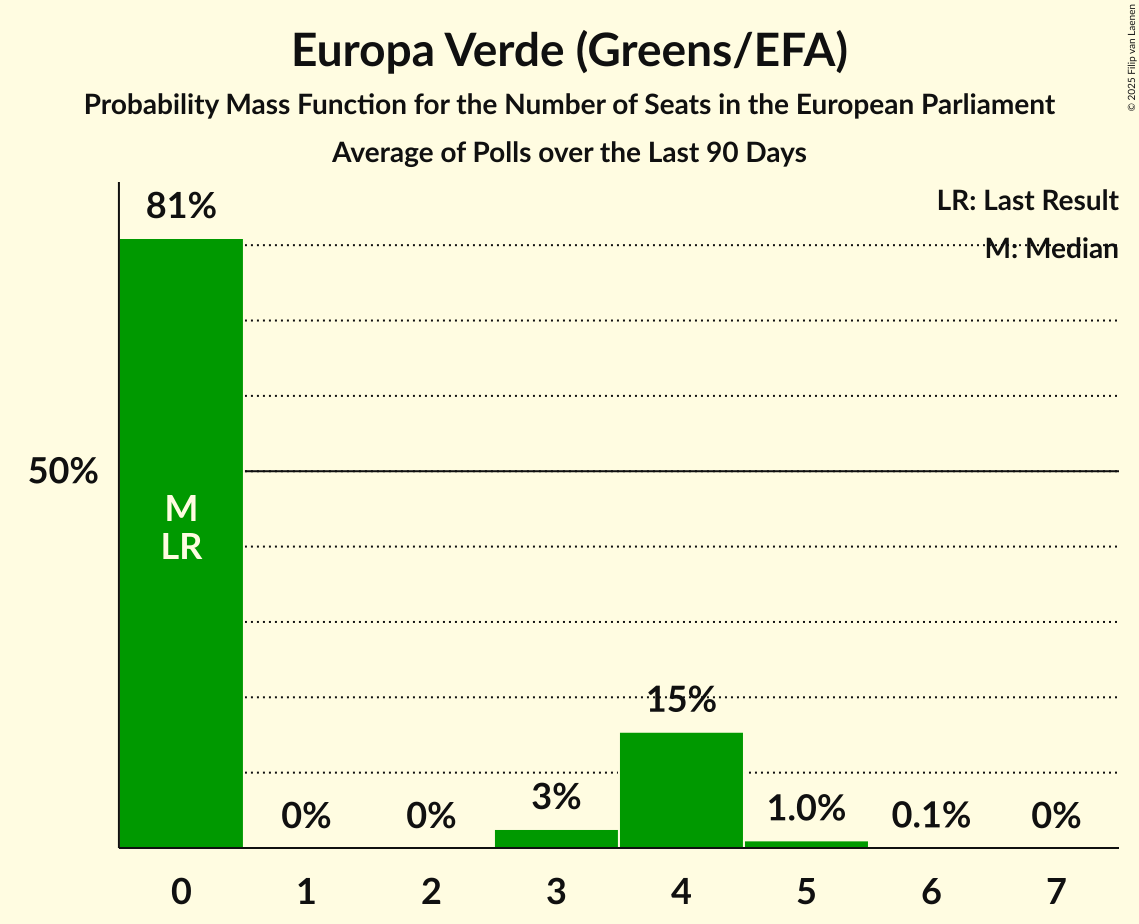 Europa Verde (Greens/EFA)
Probability Mass Function for the Number of Seats in the European Parliament
Average of Polls over the Last 90 Days
© 2025 Filip van Laenen
LR: Last Result
M: Median
81%
50%
M
LR
0%
0%
3%
15%
1.0%
0.1%
0%
0
1
2
3
4
5
6
7